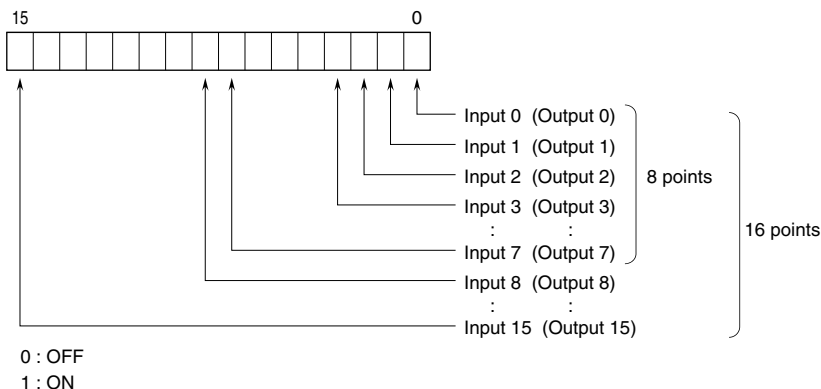 15 0
Input 0 (Output 0)
Input 1 (Output 1)
Input 2 (Output 2)
8 points
Input 3 (Output 3)
: :
16 points
Input 7 (Output 7)
Input 8 (Output 8)
: :
Input 15 (Output 15)
0 : OFF
1 : ON